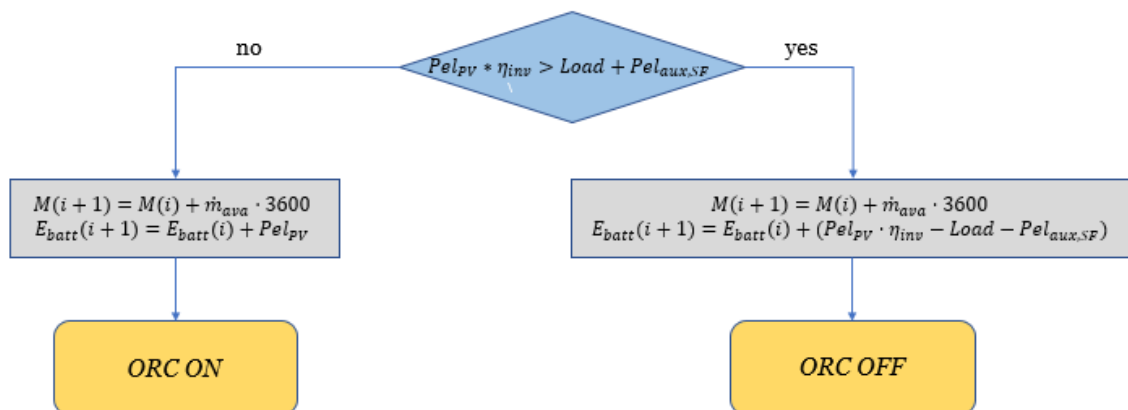 no
yes
Pel_PV * η_inv > Load + Pel_aux,SF
\
M(i + 1) = M(i) + ṁ_ava · 3600
E_batt(i + 1) = E_batt(i) + Pel_PV
M(i + 1) = M(i) + ṁ_ava · 3600
E_batt(i + 1) = E_batt(i) + (Pel_PV · η_inv − Load − Pel_aux,SF)
ORC ON
ORC OFF